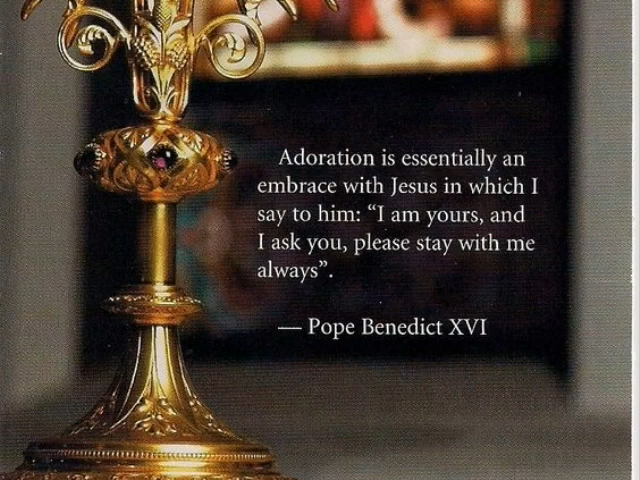 Adoration is essentially an
embrace with Jesus in which I
say to him: “I am yours, and
I ask you, please stay with me
always”.
— Pope Benedict XVI